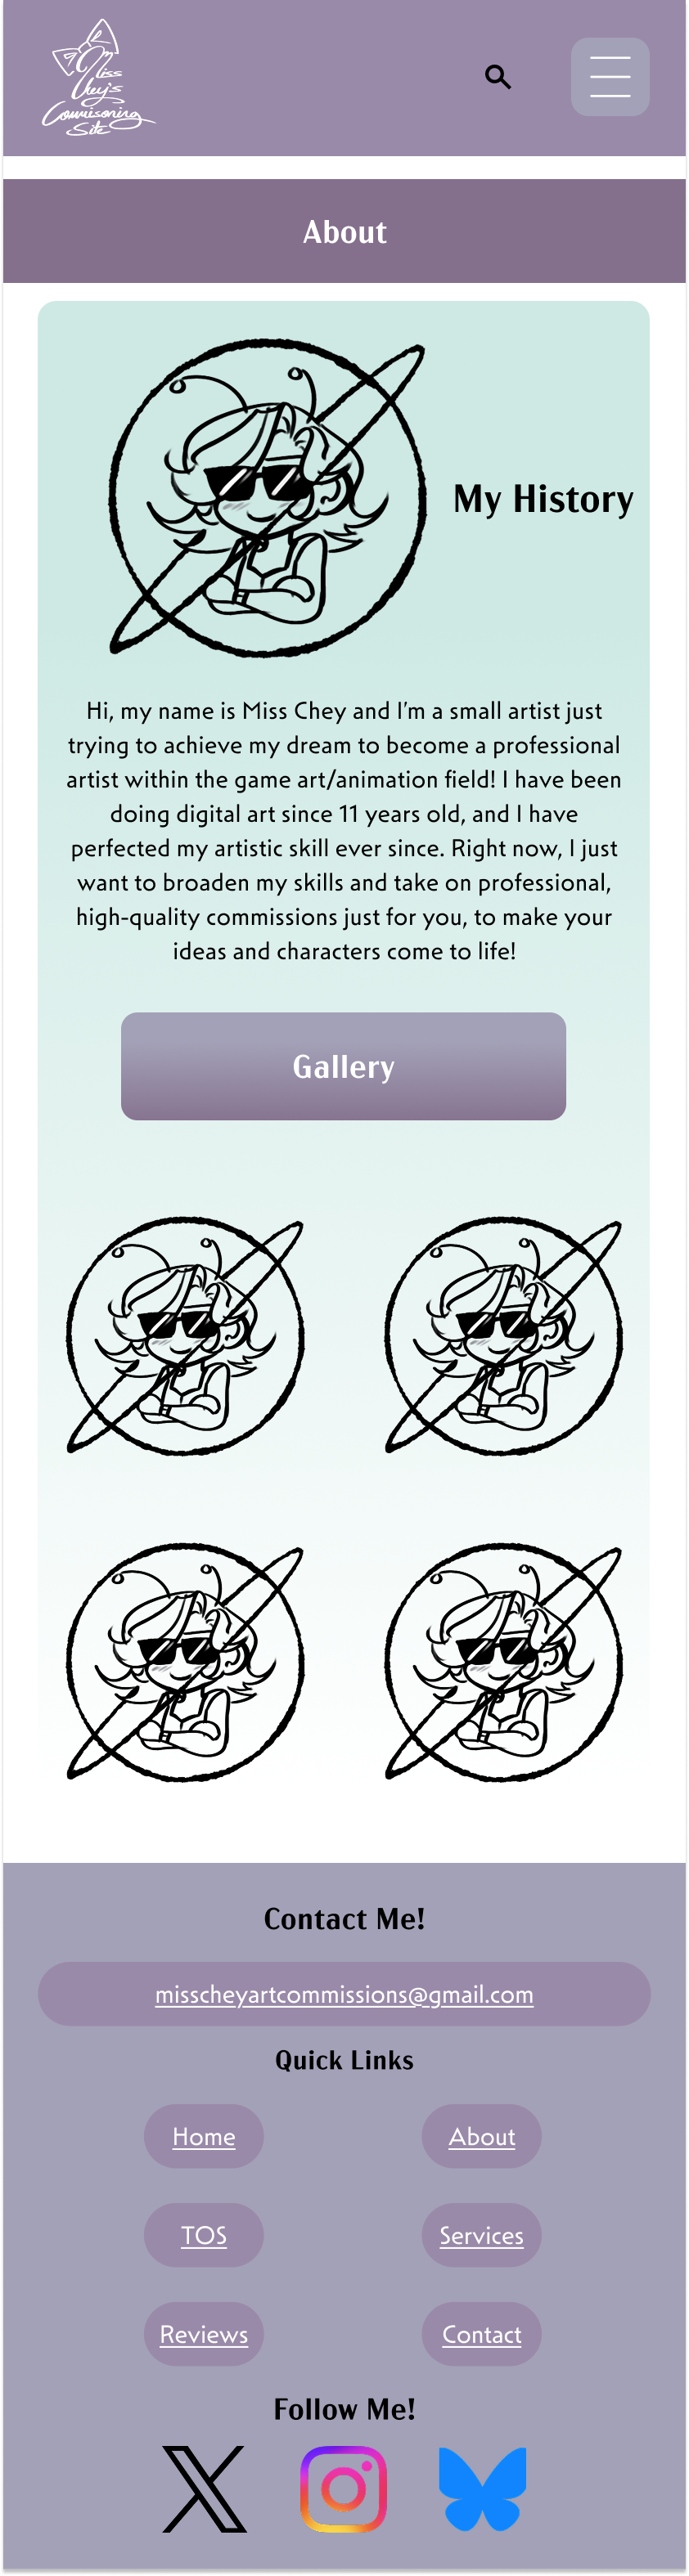 Miss
Chey's
Commissioning
Site
About
My History
Hi, my name is Miss Chey and I'm a small artist just
trying to achieve my dream to become a professional
artist within the game art/animation field! I have been
doing digital art since 11 years old, and I have
perfected my artistic skill ever since. Right now, I just
want to broaden my skills and take on professional,
high-quality commissions just for you, to make your
ideas and characters come to life!
Gallery
Contact Me!
misscheyartcommissions@gmail.com
Quick Links
Home About
TOS Services
Reviews Contact
Follow Me!